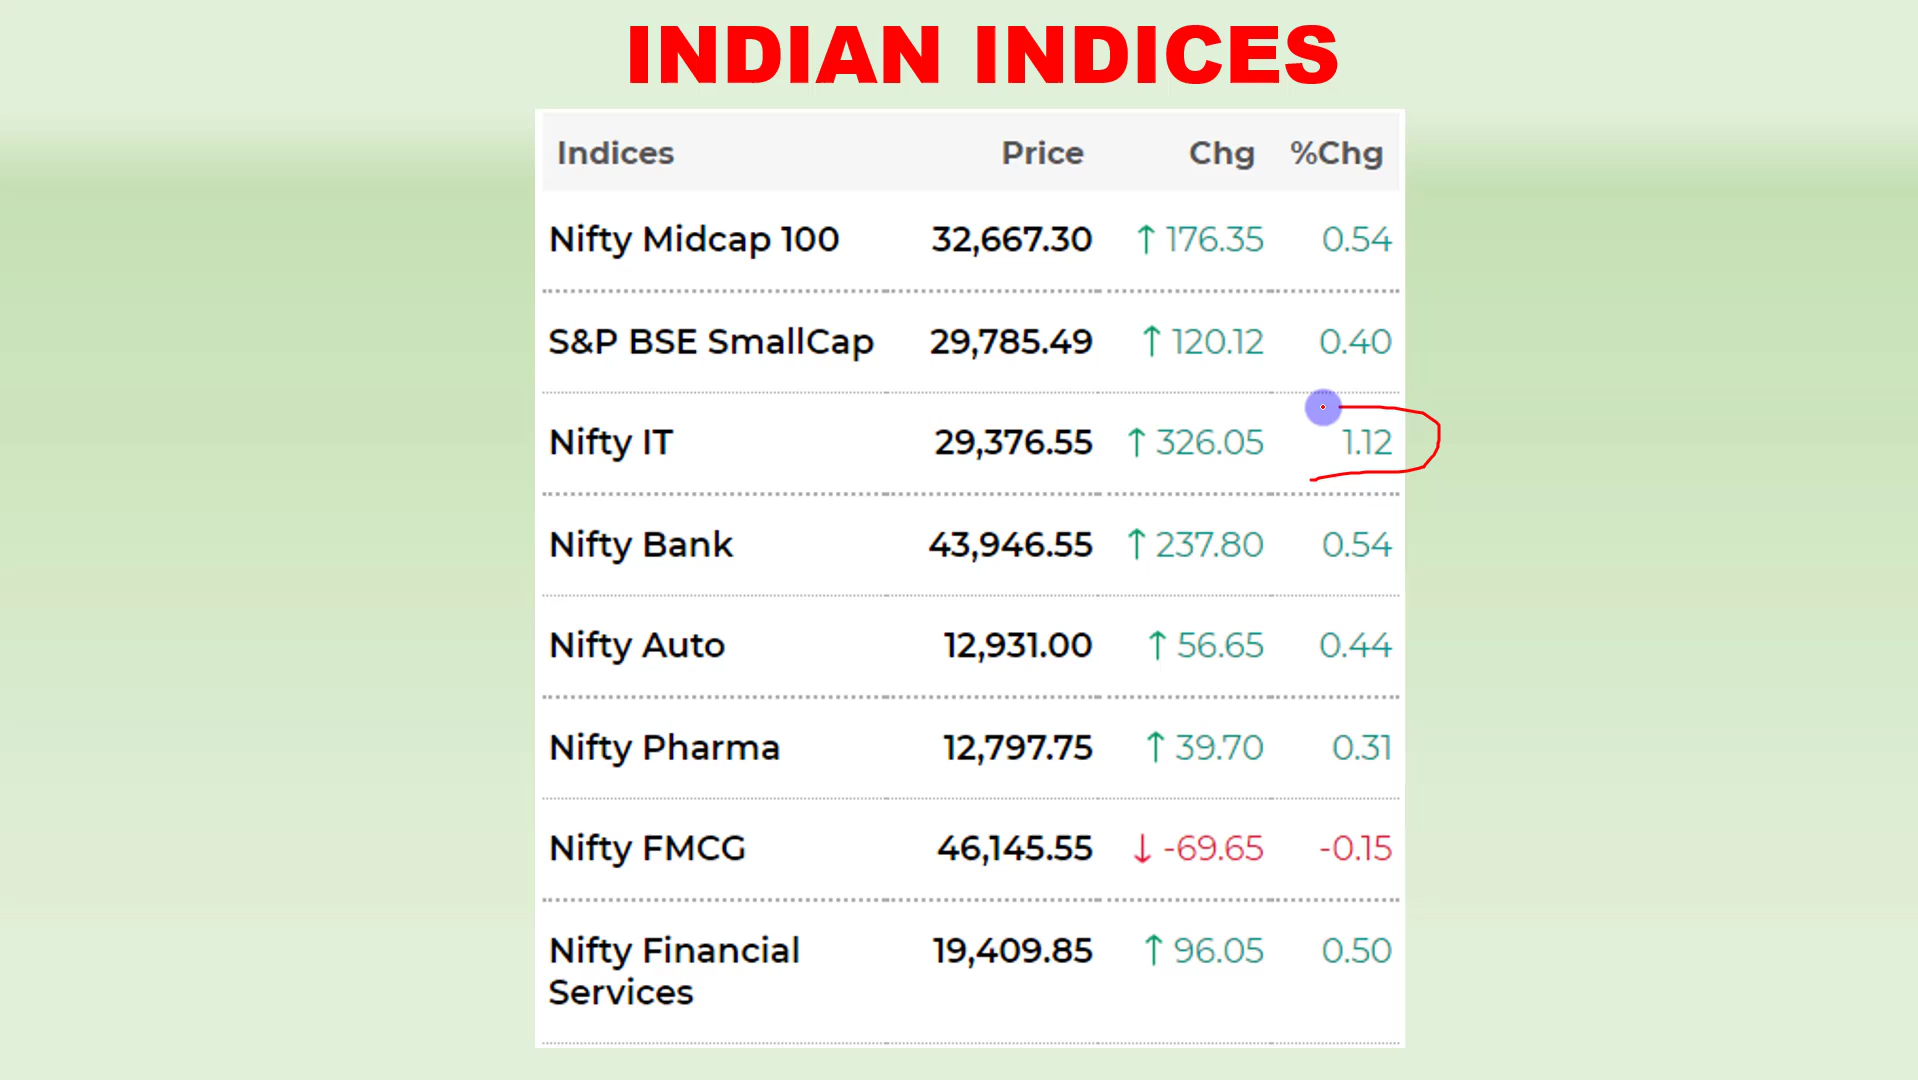 INDIAN INDICES
Indices Price Chg %Chg
Nifty Midcap 100 32,667.30 ↑ 176.35 0.54
S&P BSE SmallCap 29,785.49 ↑ 120.12 0.40
Nifty IT 29,376.55 ↑ 326.05 1.12
Nifty Bank 43,946.55 ↑ 237.80 0.54
Nifty Auto 12,931.00 ↑ 56.65 0.44
Nifty Pharma 12,797.75 ↑ 39.70 0.31
Nifty FMCG 46,145.55 ↓ -69.65 -0.15
Nifty Financial 19,409.85 ↑ 96.05 0.50
Services